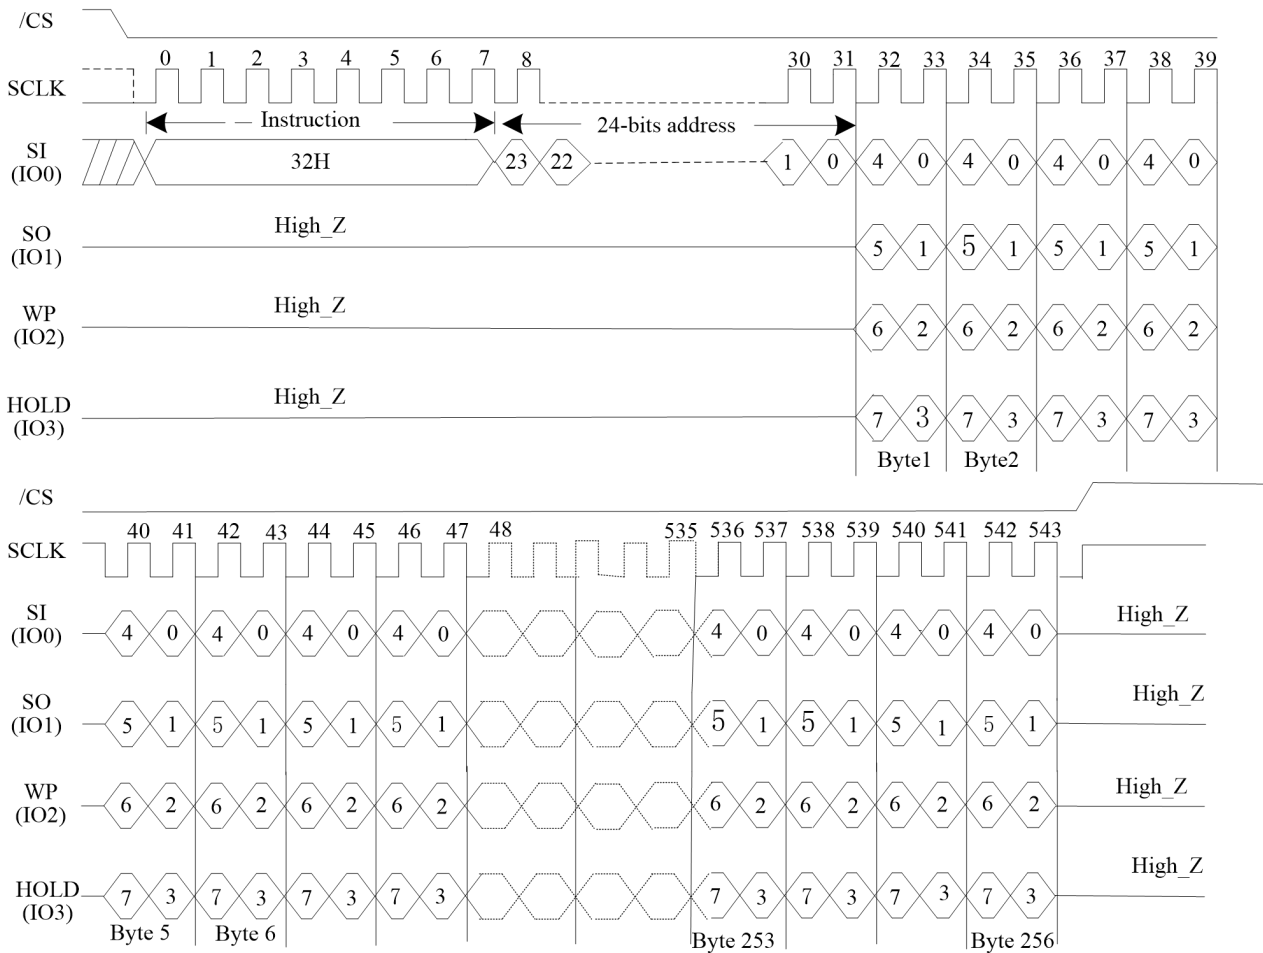 /CS
0 1 2 3 4 5 6 7 8 30 31 32 33 34 35 36 37 38 39
SCLK
Instruction 24-bits address
SI
(IO0)
32H 23 22 1 0 4 0 4 0 4 0 4 0
SO
(IO1)
High_Z 5 1 5 1 5 1 5 1
WP
(IO2)
High_Z 6 2 6 2 6 2 6 2
HOLD
(IO3)
High_Z 7 3 7 3 7 3 7 3
Byte1 Byte2
/CS
40 41 42 43 44 45 46 47 48 535 536 537 538 539 540 541 542 543
SCLK
SI
(IO0)
4 0 4 0 4 0 4 0 4 0 4 0 4 0 4 0 High_Z
SO
(IO1)
5 1 5 1 5 1 5 1 5 1 5 1 5 1 5 1 High_Z
WP
(IO2)
6 2 6 2 6 2 6 2 6 2 6 2 6 2 6 2 High_Z
HOLD
(IO3)
7 3 7 3 7 3 7 3 7 3 7 3 7 3 7 3 High_Z
Byte 5 Byte 6 Byte 253 Byte 256